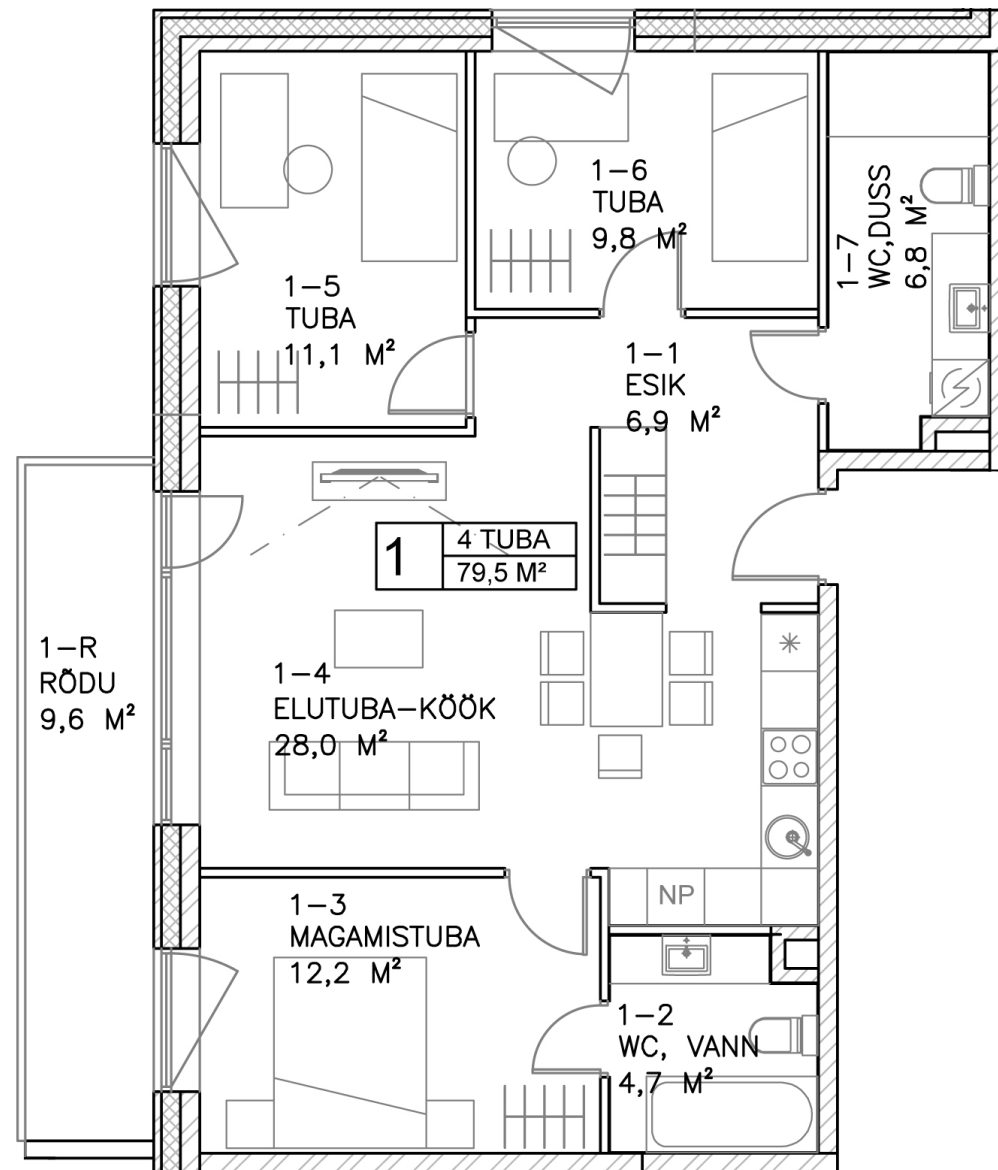 1-6
TUBA
9,8 M²
1-7
WC,DUSS
6,8 M²
1-5
TUBA
11,1 M²
1-1
ESIK
6,9 M²
1
4 TUBA
79,5 M²
1-R
RÕDU
9,6 M²
1-4
ELUTUBA-KÖÖK
28,0 M²
NP
1-3
MAGAMISTUBA
12,2 M²
1-2
WC, VANN
4,7 M²